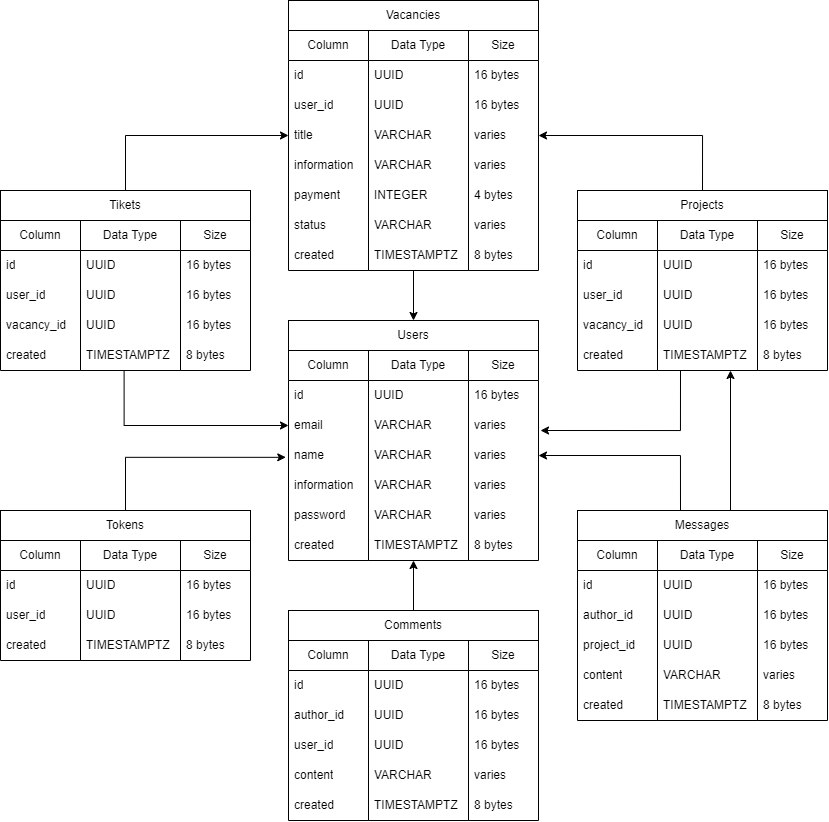 Vacancies
Column Data Type Size
id UUID 16 bytes
user_id UUID 16 bytes
title VARCHAR varies
information VARCHAR varies
payment INTEGER 4 bytes
status VARCHAR varies
created TIMESTAMPTZ 8 bytes
Tikets
Column Data Type Size
id UUID 16 bytes
user_id UUID 16 bytes
vacancy_id UUID 16 bytes
created TIMESTAMPTZ 8 bytes
Projects
Column Data Type Size
id UUID 16 bytes
user_id UUID 16 bytes
vacancy_id UUID 16 bytes
created TIMESTAMPTZ 8 bytes
Users
Column Data Type Size
id UUID 16 bytes
email VARCHAR varies
name VARCHAR varies
information VARCHAR varies
password VARCHAR varies
created TIMESTAMPTZ 8 bytes
Tokens
Column Data Type Size
id UUID 16 bytes
user_id UUID 16 bytes
created TIMESTAMPTZ 8 bytes
Messages
Column Data Type Size
id UUID 16 bytes
author_id UUID 16 bytes
project_id UUID 16 bytes
content VARCHAR varies
created TIMESTAMPTZ 8 bytes
Comments
Column Data Type Size
id UUID 16 bytes
author_id UUID 16 bytes
user_id UUID 16 bytes
content VARCHAR varies
created TIMESTAMPTZ 8 bytes